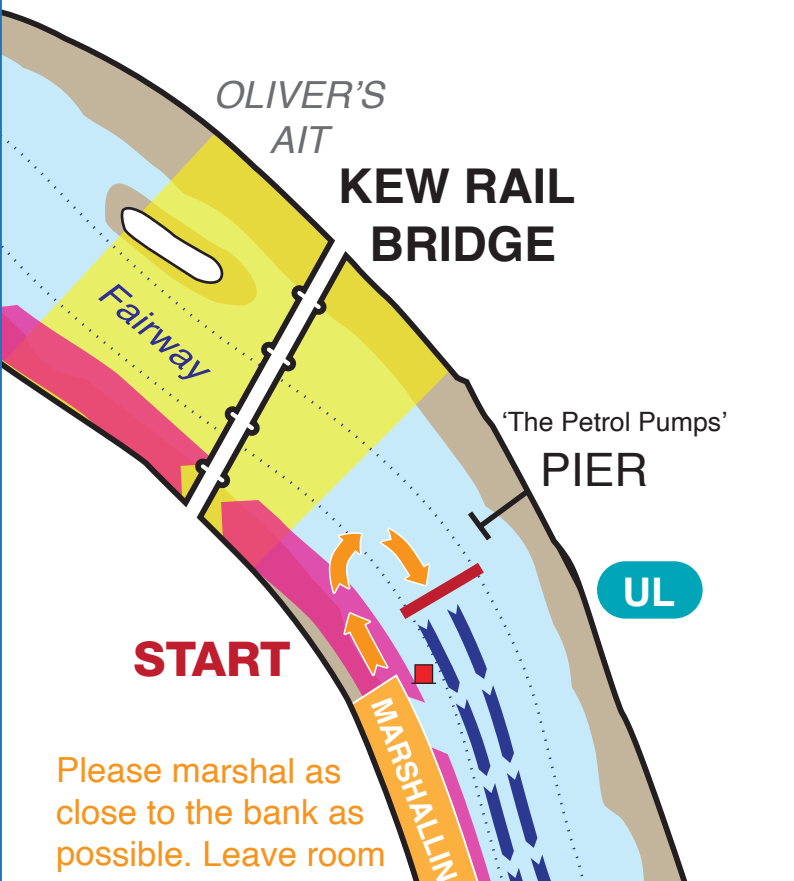 OLIVER'S
AIT
KEW RAIL
BRIDGE
Fairway
‘The Petrol Pumps’
PIER
UL
START
MARSHALLIN
Please marshal as
close to the bank as
possible. Leave room